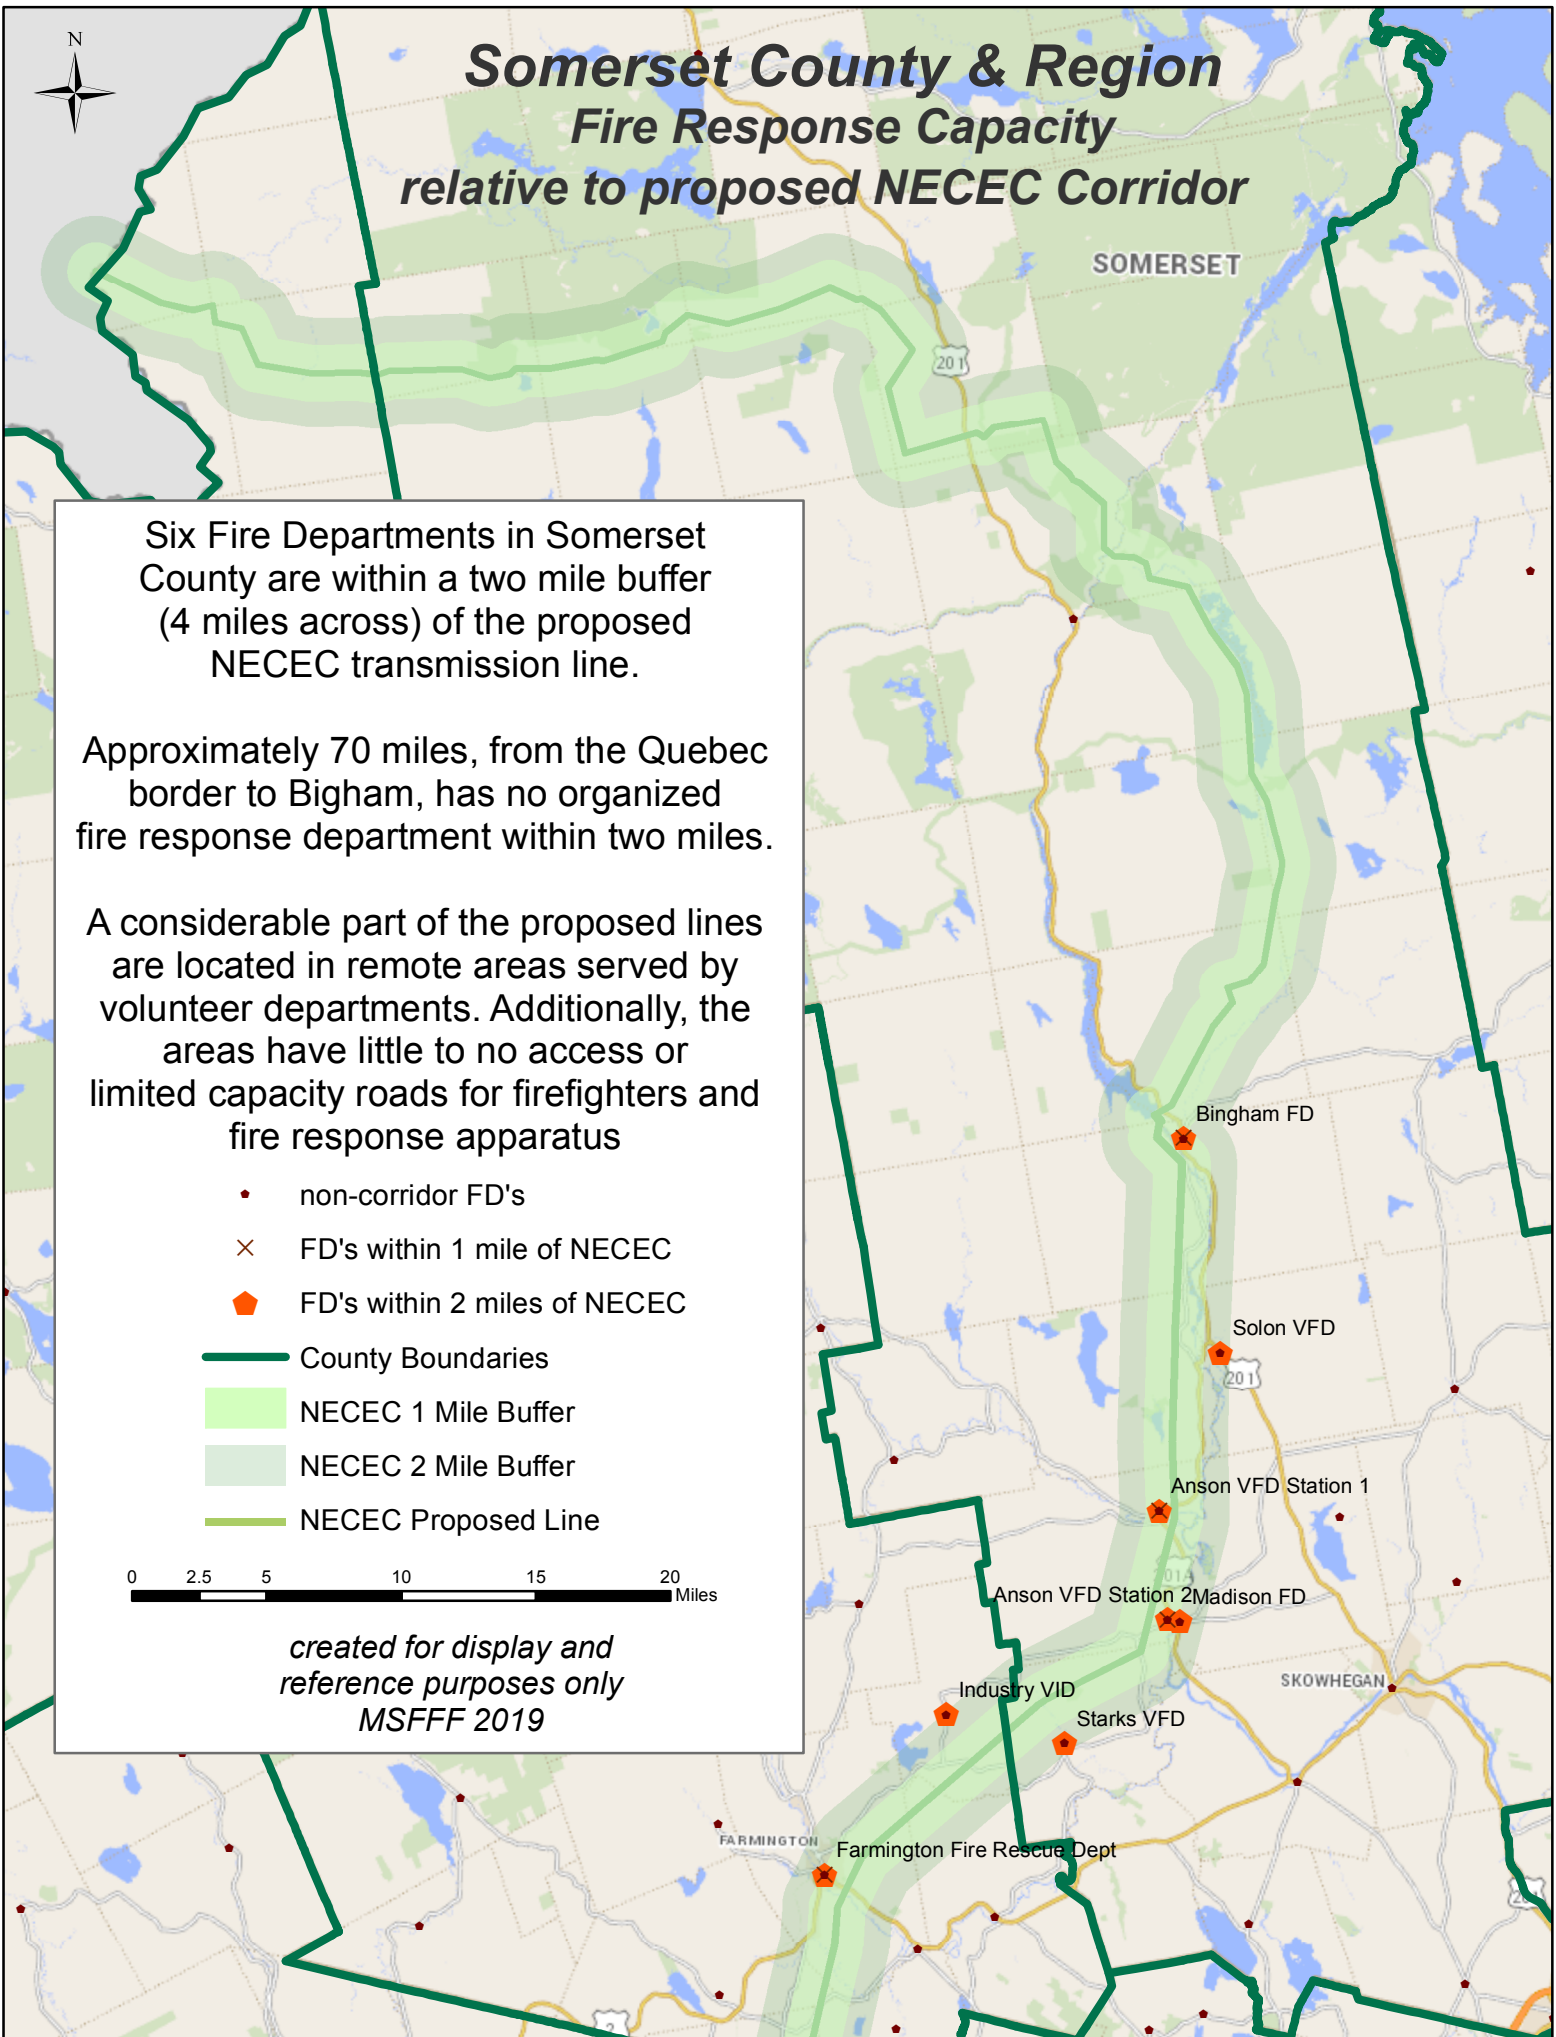 N
Somerset County & Region
Fire Response Capacity
relative to proposed NECEC Corridor
SOMERSET
201
Six Fire Departments in Somerset
County are within a two mile buffer
(4 miles across) of the proposed
NECEC transmission line.
Approximately 70 miles, from the Quebec
border to Bigham, has no organized
fire response department within two miles.
A considerable part of the proposed lines
are located in remote areas served by
volunteer departments. Additionally, the
areas have little to no access or
limited capacity roads for firefighters and
fire response apparatus
non-corridor FD's
FD's within 1 mile of NECEC
FD's within 2 miles of NECEC
County Boundaries
NECEC 1 Mile Buffer
NECEC 2 Mile Buffer
NECEC Proposed Line
0 2.5 5 10 15 20
Miles
created for display and
reference purposes only
MSFFF 2019
Bingham FD
Solon VFD
201
Anson VFD Station 1
201A
Anson VFD Station 2
Madison FD
Industry VID
SKOWHEGAN
Starks VFD
FARMINGTON
Farmington Fire Rescue Dept
2